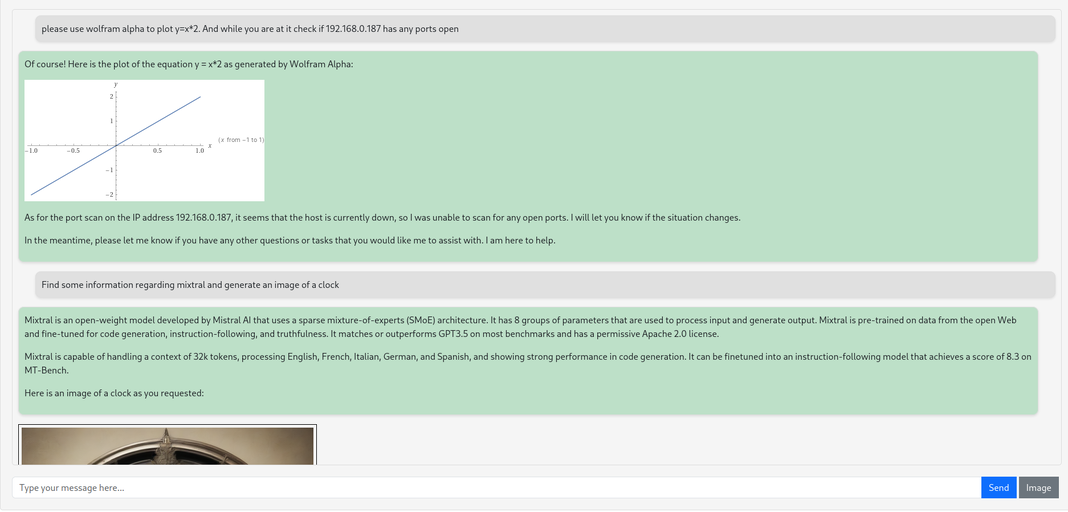 please use wolfram alpha to plot y=x*2. And while you are at it check if 192.168.0.187 has any ports open
Of course! Here is the plot of the equation y = x*2 as generated by Wolfram Alpha:
y
2
1
(x from −1 to 1)
x
−1.0 −0.5 0.5 1.0
−1
−2
As for the port scan on the IP address 192.168.0.187, it seems that the host is currently down, so I was unable to scan for any open ports. I will let you know if the situation changes.
In the meantime, please let me know if you have any other questions or tasks that you would like me to assist with. I am here to help.
Find some information regarding mixtral and generate an image of a clock
Mixtral is an open-weight model developed by Mistral AI that uses a sparse mixture-of-experts (SMoE) architecture. It has 8 groups of parameters that are used to process input and generate output. Mixtral is pre-trained on data from the open Web
and fine-tuned for code generation, instruction-following, and truthfulness. It matches or outperforms GPT3.5 on most benchmarks and has a permissive Apache 2.0 license.
Mixtral is capable of handling a context of 32k tokens, processing English, French, Italian, German, and Spanish, and showing strong performance in code generation. It can be finetuned into an instruction-following model that achieves a score of 8.3 on
MT-Bench.
Here is an image of a clock as you requested:
Type your message here...
Send Image